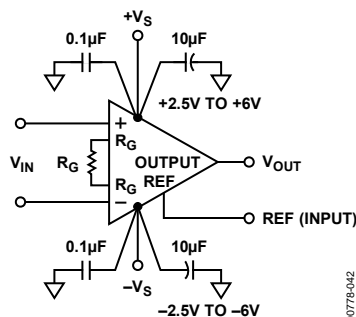 +VS
0.1µF
10µF
+2.5V TO +6V
+
RG
VIN
RG
OUTPUT
VOUT
REF
RG
–
REF (INPUT)
0.1µF
10µF
–VS
–2.5V TO –6V
0778-042